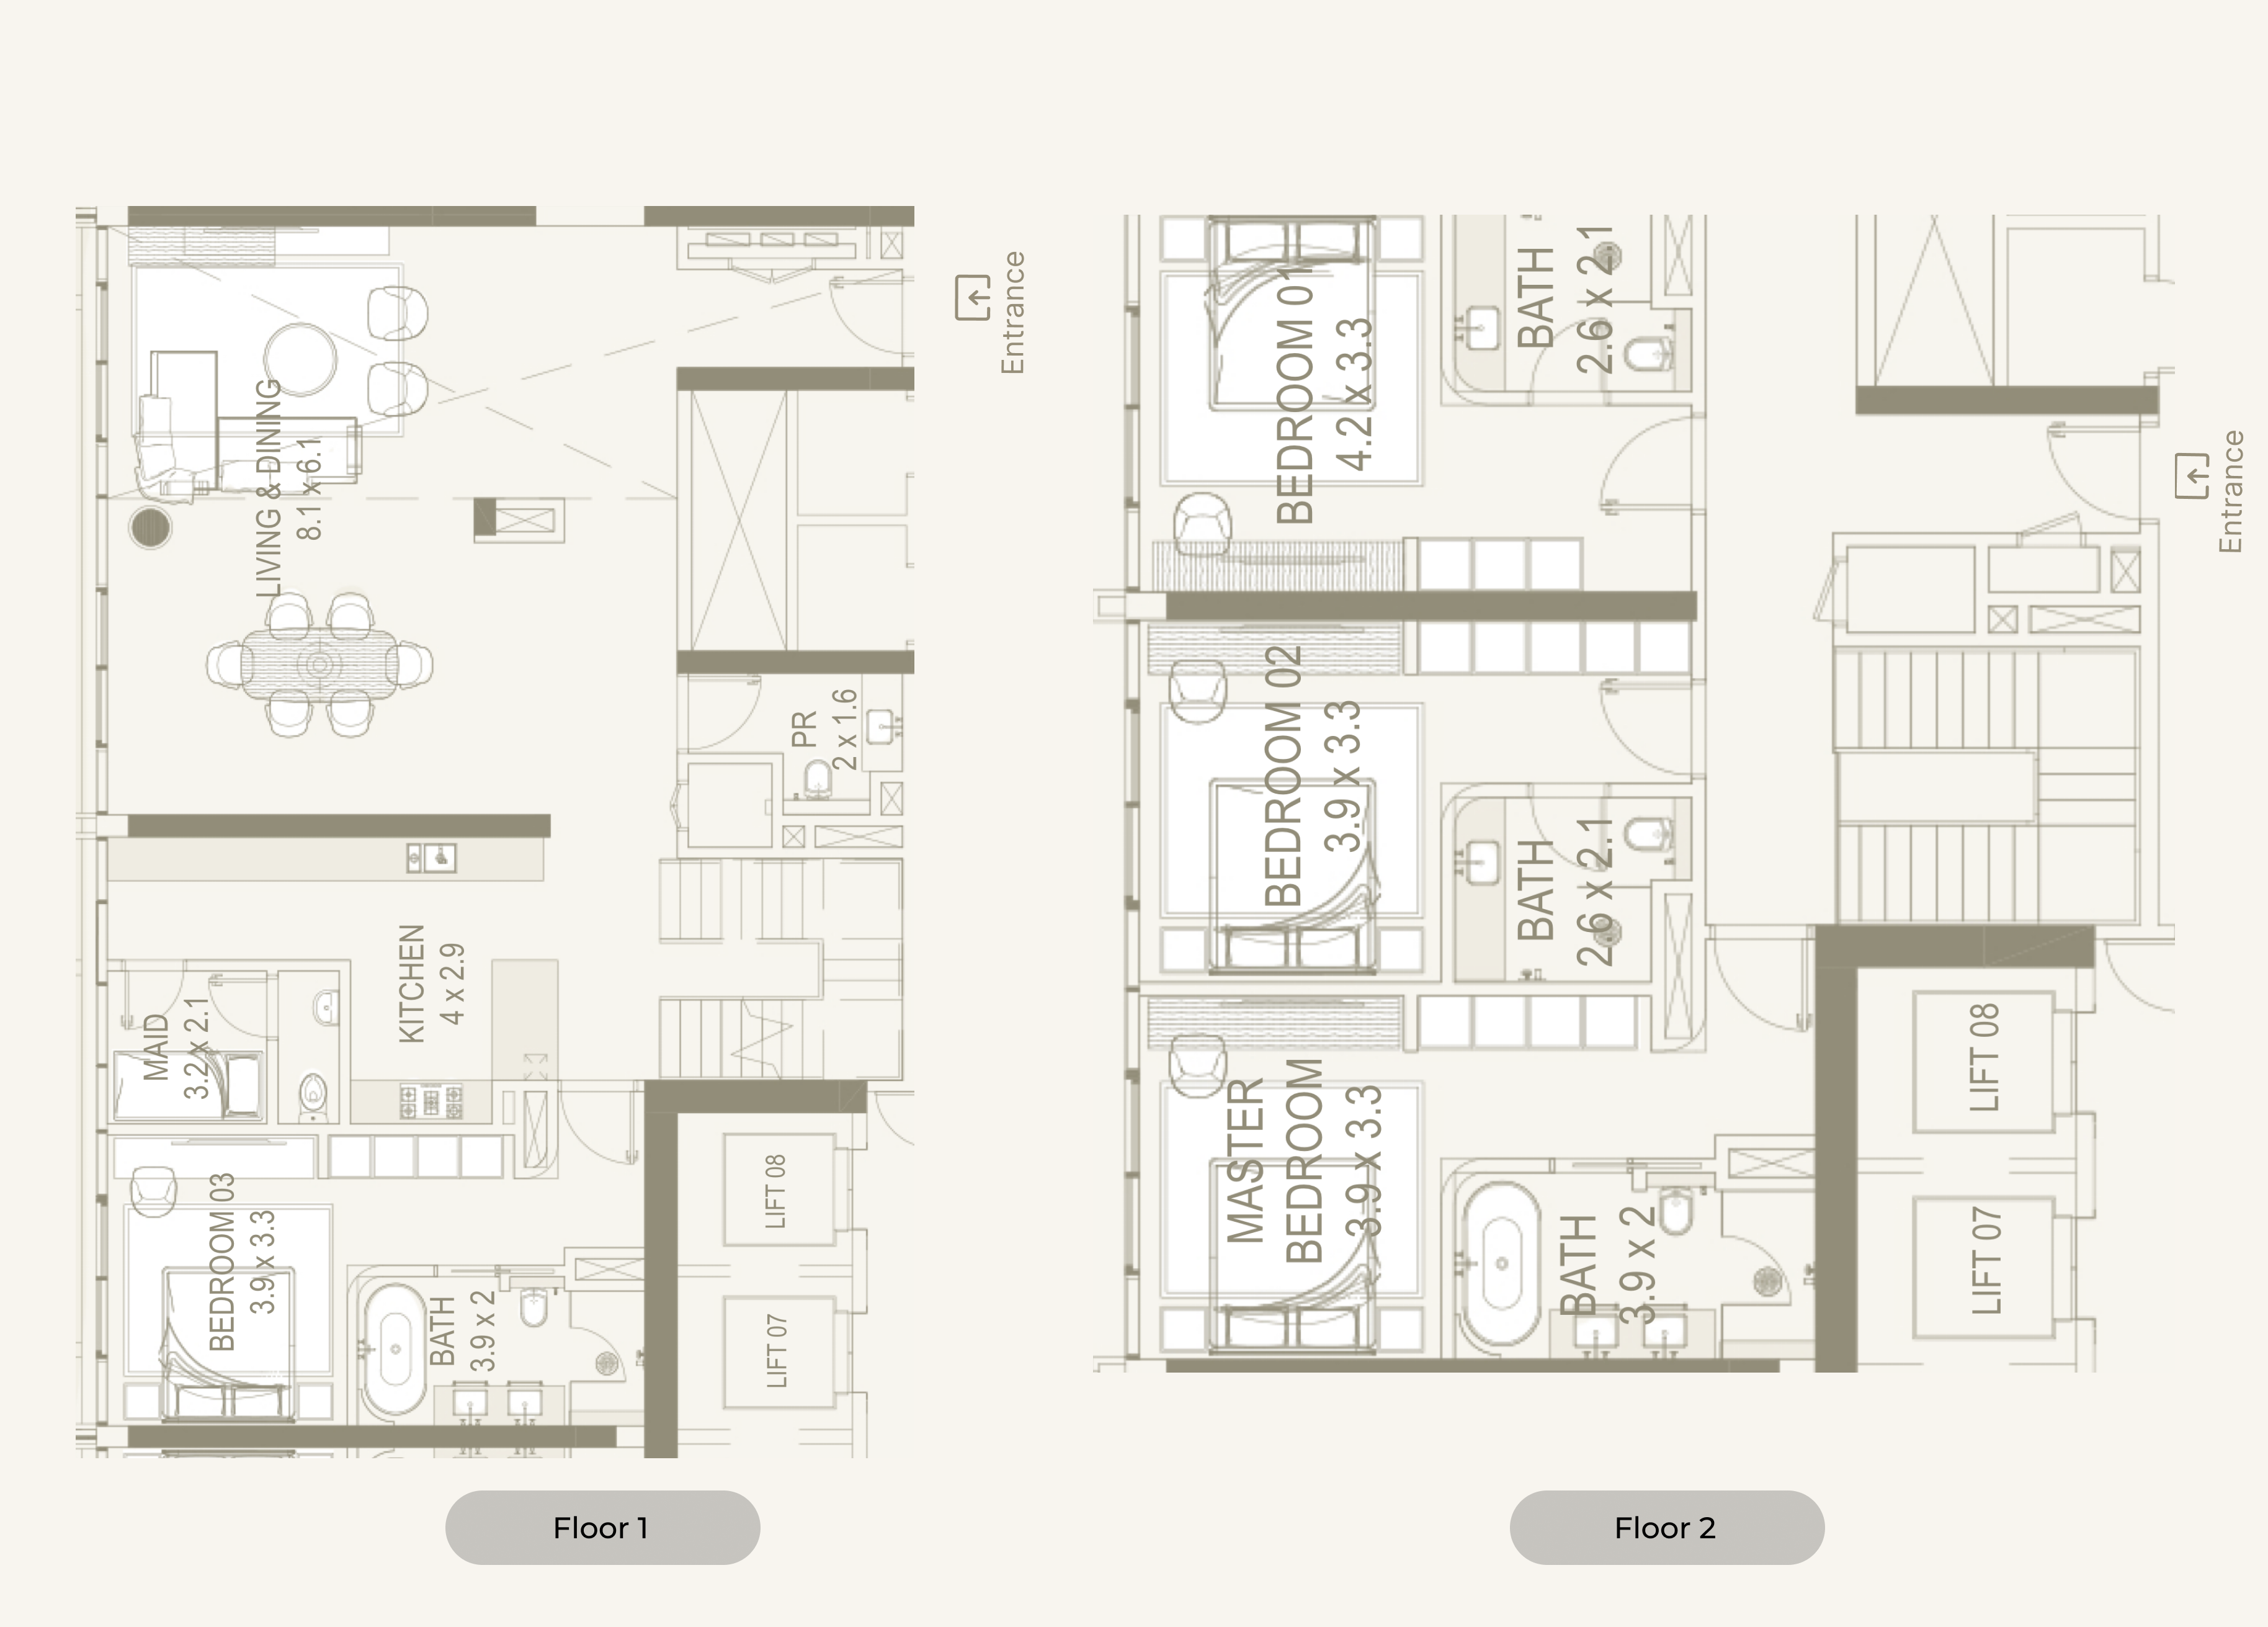 Entrance
LIVING & DINING
8.1 x 6.1
PR
2 x 1.6
KITCHEN
4 x 2.9
MAID
3.2 x 2.1
BEDROOM 03
3.9 x 3.3
BATH
3.9 x 2
LIFT 08
LIFT 07
Floor 1
BEDROOM 01
4.2 x 3.3
BATH
2.6 x 2.1
Entrance
BEDROOM 02
3.9 x 3.3
BATH
2.6 x 2.1
MASTER
BEDROOM
3.9 x 3.3
BATH
3.9 x 2
LIFT 08
LIFT 07
Floor 2